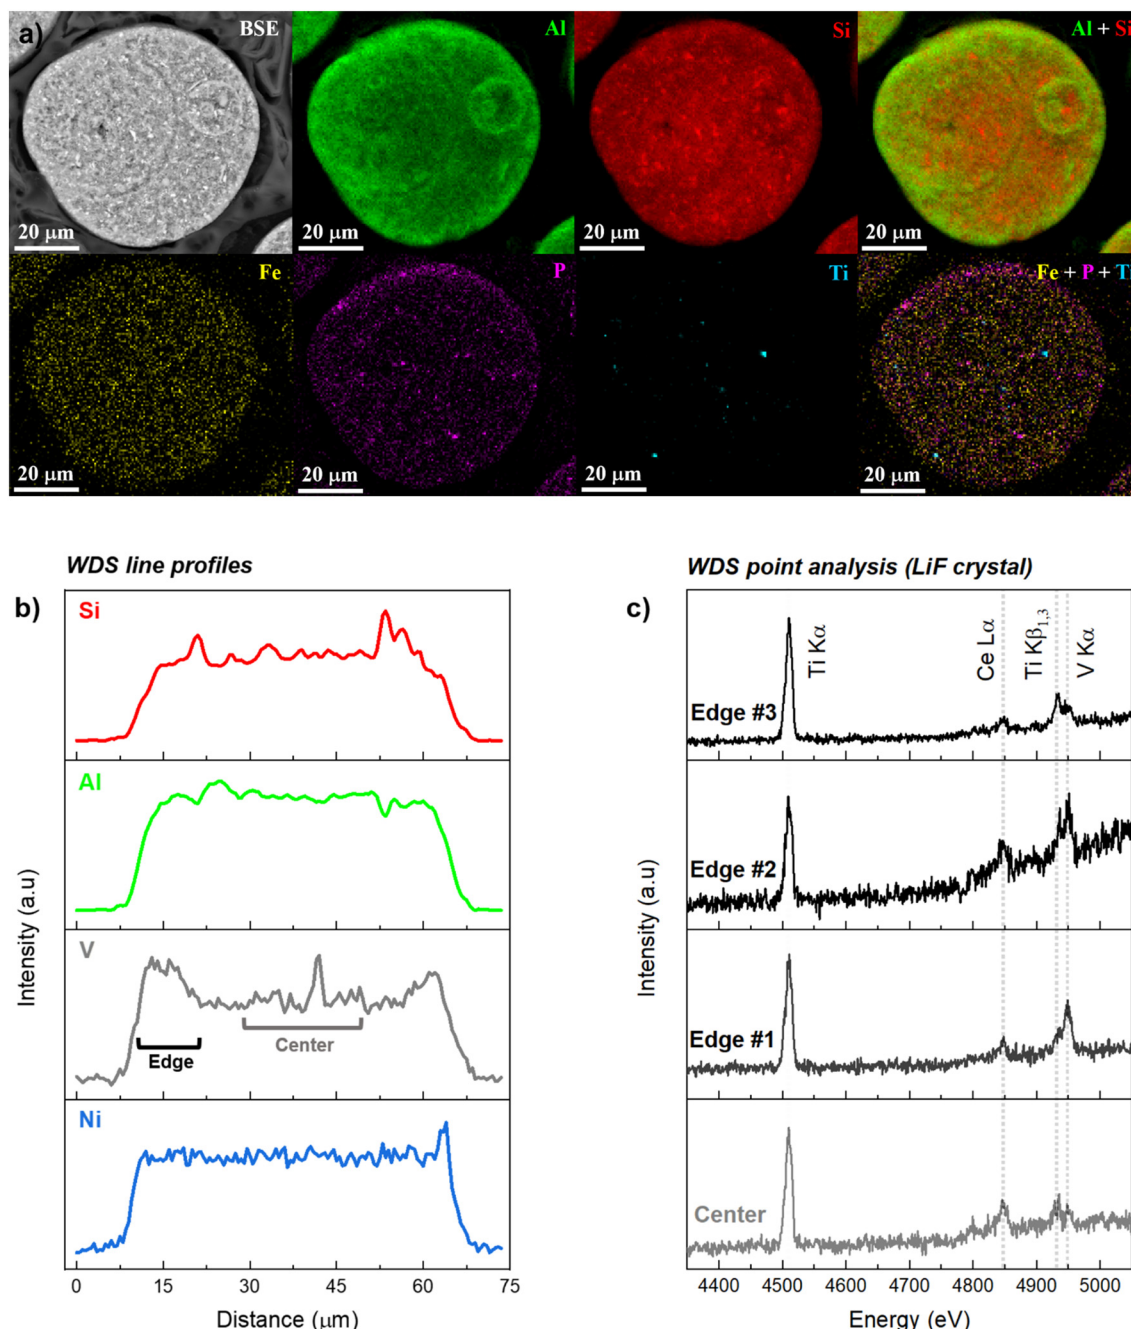 a)
BSE
Al
Si
Al + Si
20 μm
20 μm
20 μm
20 μm
Fe
P
Ti
Fe + P + Ti
20 μm
20 μm
20 μm
20 μm
WDS line profiles
b)
Si
Al
V
Edge
Center
Ni
Intensity (a.u)
0 15 30 45 60 75
Distance (μm)
WDS point analysis (LiF crystal)
c)
Ti Kα
Ce Lα
Ti Kβ1,3
V Kα
Edge #3
Edge #2
Edge #1
Center
Intensity (a.u)
4400 4500 4600 4700 4800 4900 5000
Energy (eV)